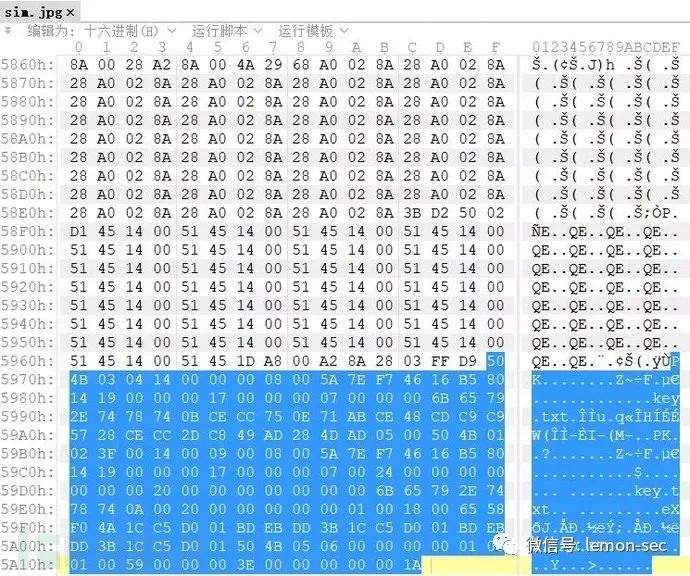 sim.jpg ×
编辑为: 十六进制(H) 运行脚本 运行模板
0 1 2 3 4 5 6 7 8 9 A B C D E F 0123456789ABCDEF
5860h: 8A 00 28 A2 8A 00 4A 29 68 A0 02 8A 28 A0 02 8A Š.(¢Š.J)h .Š( .Š
5870h: 28 A0 02 8A 28 A0 02 8A 28 A0 02 8A 28 A0 02 8A ( .Š( .Š( .Š( .Š
5880h: 28 A0 02 8A 28 A0 02 8A 28 A0 02 8A 28 A0 02 8A ( .Š( .Š( .Š( .Š
5890h: 28 A0 02 8A 28 A0 02 8A 28 A0 02 8A 28 A0 02 8A ( .Š( .Š( .Š( .Š
58A0h: 28 A0 02 8A 28 A0 02 8A 28 A0 02 8A 28 A0 02 8A ( .Š( .Š( .Š( .Š
58B0h: 28 A0 02 8A 28 A0 02 8A 28 A0 02 8A 28 A0 02 8A ( .Š( .Š( .Š( .Š
58C0h: 28 A0 02 8A 28 A0 02 8A 28 A0 02 8A 28 A0 02 8A ( .Š( .Š( .Š( .Š
58D0h: 28 A0 02 8A 28 A0 02 8A 28 A0 02 8A 28 A0 02 8A ( .Š( .Š( .Š( .Š
58E0h: 28 A0 02 8A 28 A0 02 8A 28 A0 02 8A 3B D2 50 02 ( .Š( .Š( .Š;ÒP.
58F0h: D1 45 14 00 51 45 14 00 51 45 14 00 51 45 14 00 ÑE..QE..QE..QE..
5900h: 51 45 14 00 51 45 14 00 51 45 14 00 51 45 14 00 QE..QE..QE..QE..
5910h: 51 45 14 00 51 45 14 00 51 45 14 00 51 45 14 00 QE..QE..QE..QE..
5920h: 51 45 14 00 51 45 14 00 51 45 14 00 51 45 14 00 QE..QE..QE..QE..
5930h: 51 45 14 00 51 45 14 00 51 45 14 00 51 45 14 00 QE..QE..QE..QE..
5940h: 51 45 14 00 51 45 14 00 51 45 14 00 51 45 14 00 QE..QE..QE..QE..
5950h: 51 45 14 00 51 45 14 00 51 45 14 00 51 45 14 00 QE..QE..QE..QE..
5960h: 51 45 14 00 51 45 1D A8 00 A2 8A 28 03 FF D9 50 QE..QE.¨.¢Š(.ÿÙP
5970h: 4B 03 04 14 00 00 00 08 00 5A 7E F7 46 16 B5 80 K........Z~÷F.µ€
5980h: 14 19 00 00 00 17 00 00 00 07 00 00 00 6B 65 79 .............key
5990h: 2E 74 78 74 0B CE CC 75 0E 71 AB CE 48 CD C9 C9 .txt.ÎÌu.q«ÎHÍÉÉ
59A0h: 57 28 CE CC 2D C8 49 AD 28 4D AD 05 00 50 4B 01 W(ÎÌ-ÈI-(M-..PK.
59B0h: 02 3F 00 14 00 09 00 08 00 5A 7E F7 46 16 B5 80 .?.......Z~÷F.µ€
59C0h: 14 19 00 00 00 17 00 00 00 07 00 24 00 00 00 00 ...........$....
59D0h: 00 00 00 20 00 00 00 00 00 00 00 6B 65 79 2E 74 ... .......key.t
59E0h: 78 74 0A 00 20 00 00 00 00 00 01 00 18 00 65 58 xt.. .........eX
59F0h: F0 4A 1C C5 D0 01 BD EB DD 3B 1C C5 D0 01 BD EB ðJ.ÅÐ.½ëÝ;.ÅÐ.½ë
5A00h: DD 3B 1C C5 D0 01 50 4B 05 06 00 00 00 00 01 00
5A10h: 01 00 59 00 00 00 3E 00 00 00 00 1A ..Y...>.....
微信号: lemon-sec